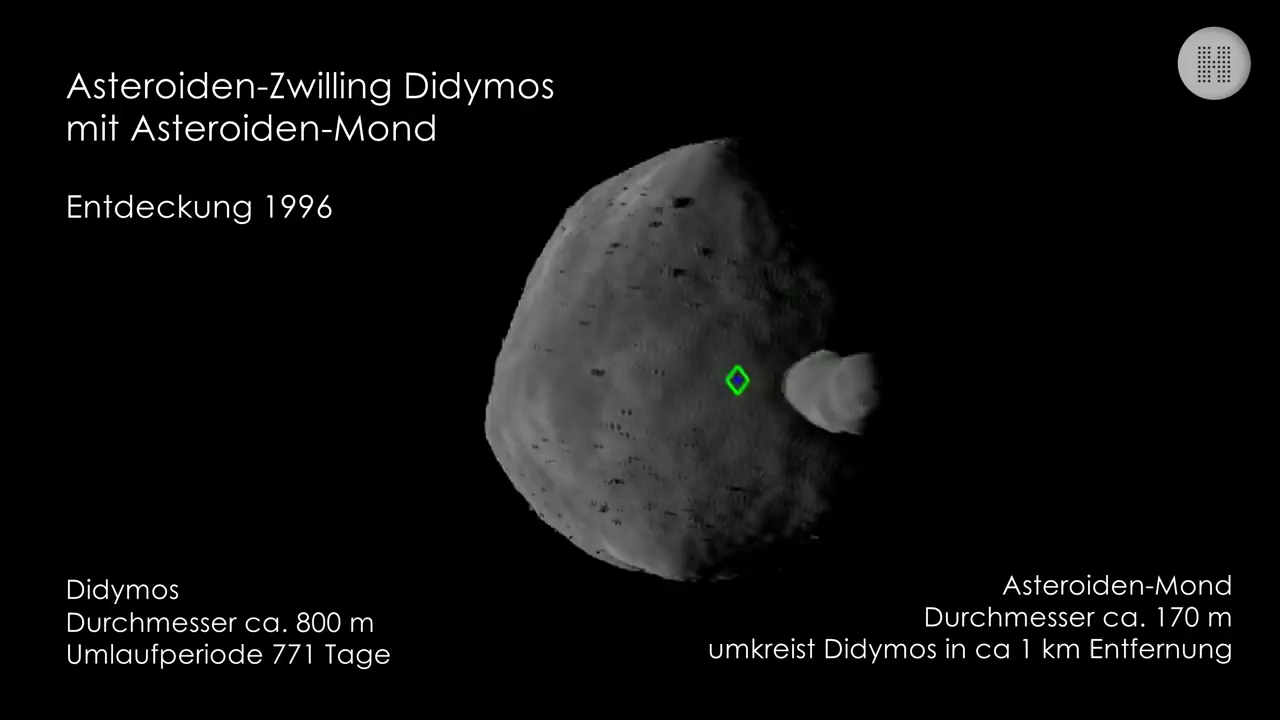 Asteroiden-Zwilling Didymos
mit Asteroiden-Mond
Entdeckung 1996
H
Didymos
Durchmesser ca. 800 m
Umlaufperiode 771 Tage
Asteroiden-Mond
Durchmesser ca. 170 m
umkreist Didymos in ca 1 km Entfernung